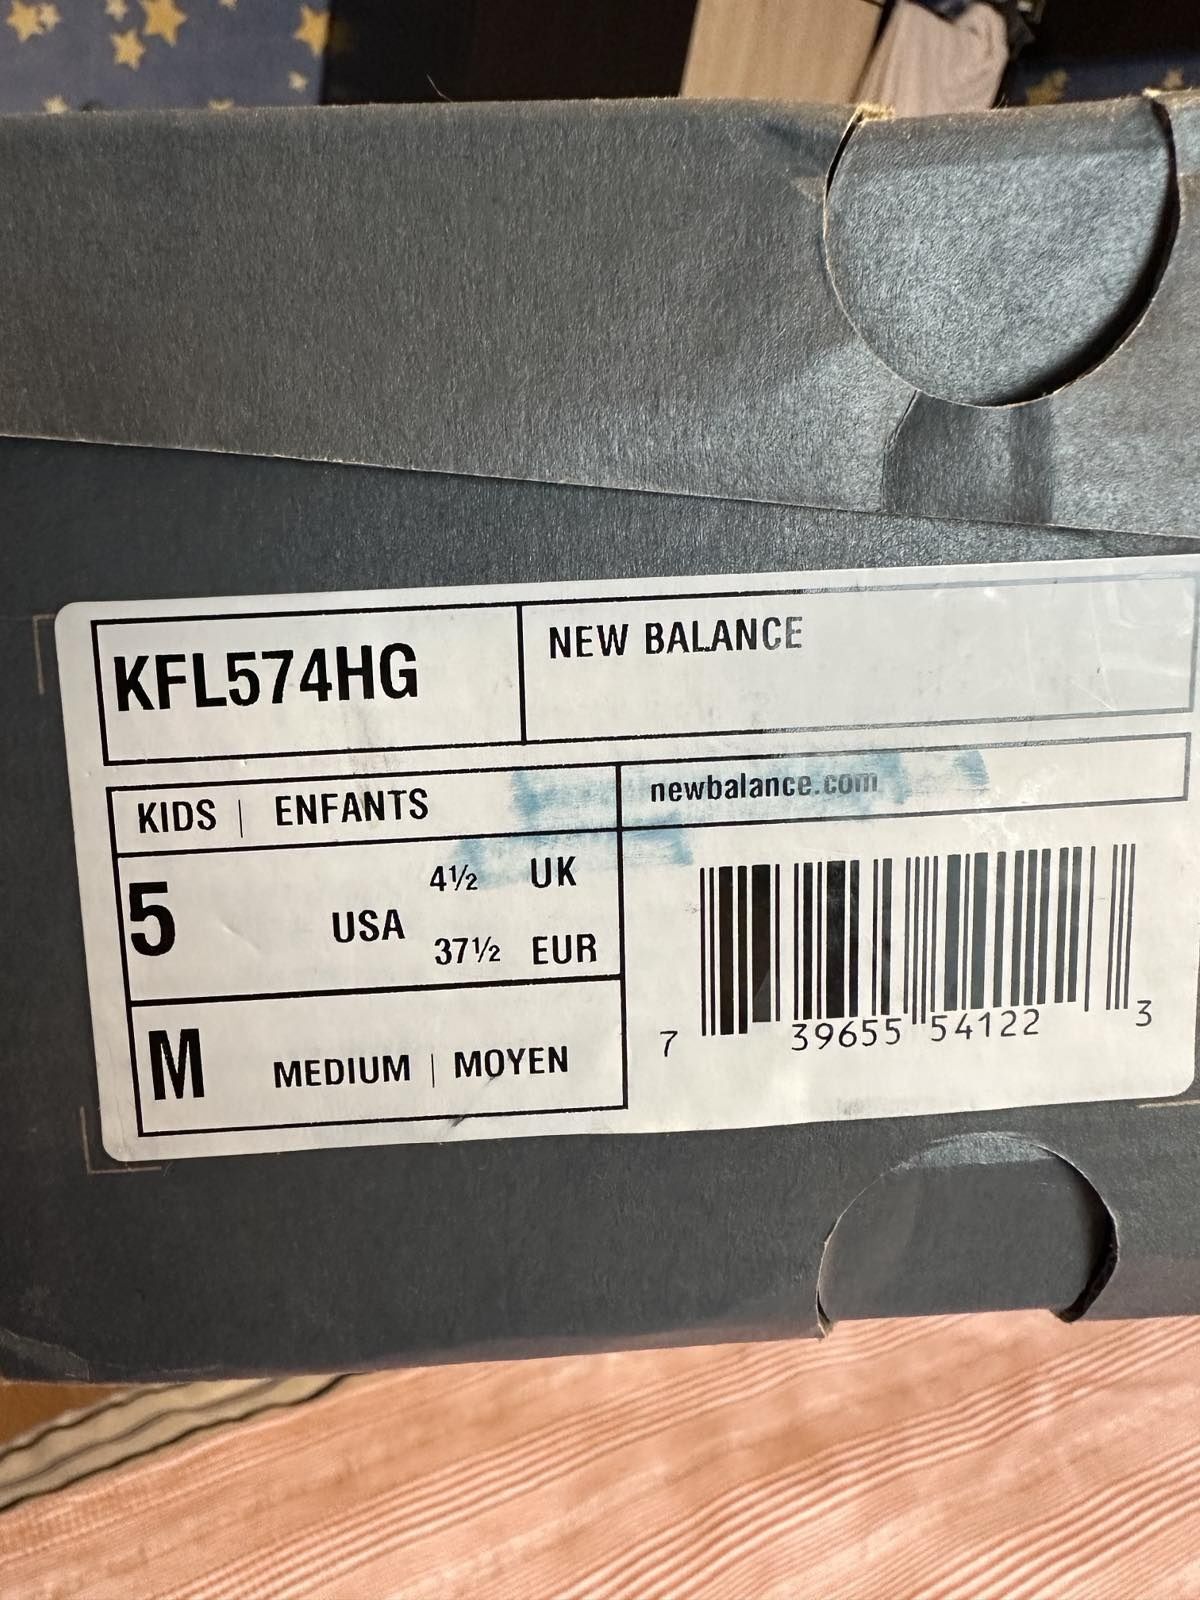 KFL574HG
NEW BALANCE
KIDS | ENFANTS
newbalance.com
5 USA 4½ UK
37½ EUR
M MEDIUM | MOYEN
7 39655 54122 3